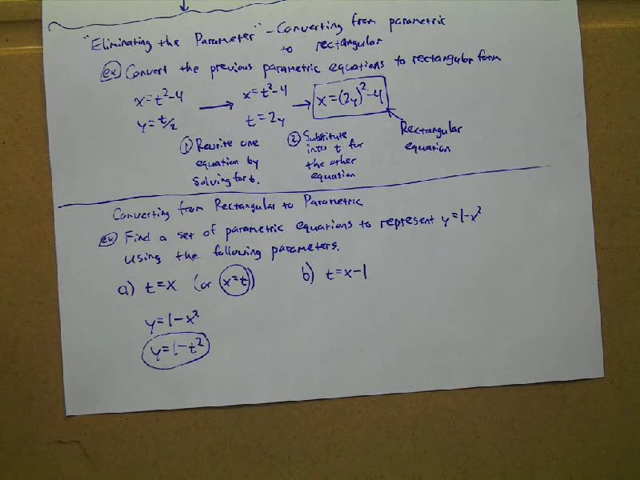 "Eliminating the Parameter" - Converting from parametric
to rectangular
ex) Convert the previous parametric equations to rectangular form
x=t²-4 → x=t²-4 → x=(2y)²-4
y=t/2 t=2y
① Rewrite one
equation by
solving for t.
② Substitute
into t for
the other
equation
Rectangular
equation
Converting from Rectangular to Parametric
ex) Find a set of parametric equations to represent y=1-x²
using the following parameters.
a) t=x (or x=t) b) t=x-1
y=1-x²
y=1-t²